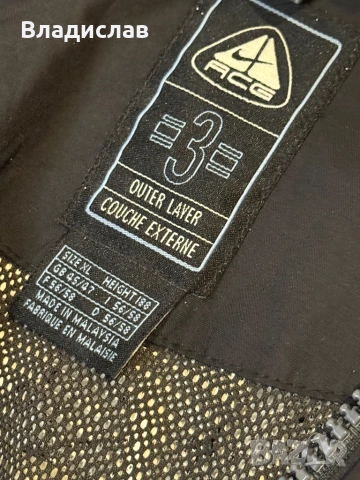 Владислав
ACG
3
OUTER LAYER
COUCHE EXTERNE
SIZE XL HEIGHT 188
GB 45/47 I 56/58
F 56/58 D 56/58
MADE IN MALAYSIA
FABRIQUE EN MALAISIE